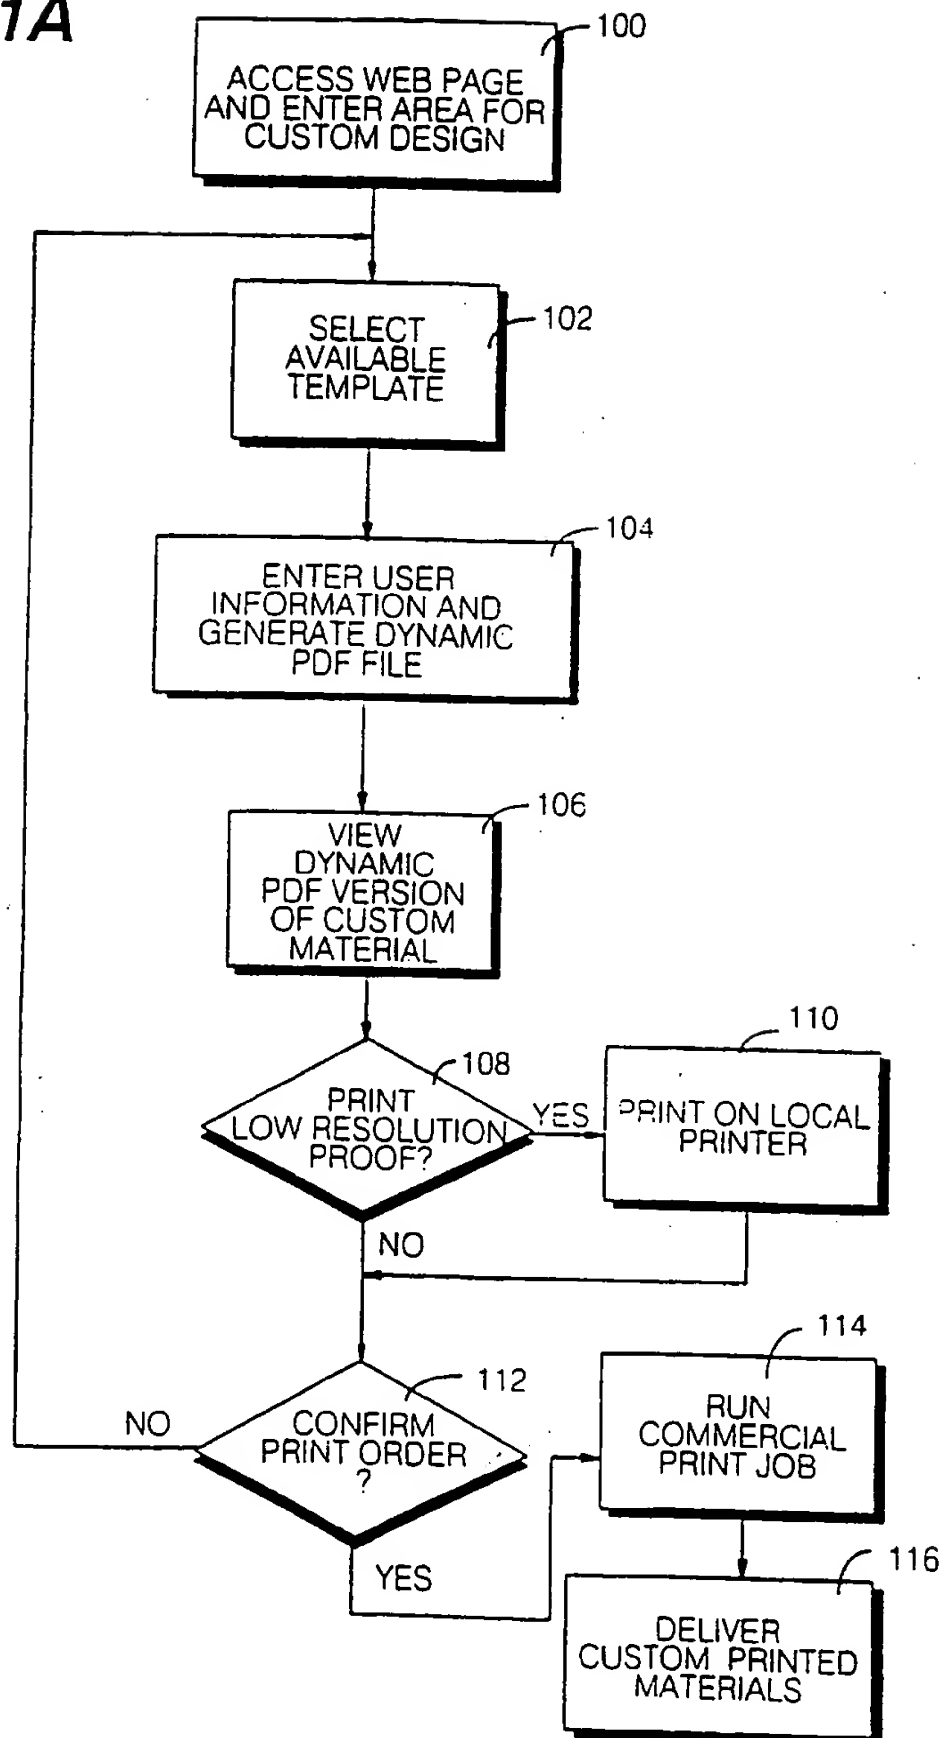 1A
100
ACCESS WEB PAGE
AND ENTER AREA FOR
CUSTOM DESIGN
102
SELECT
AVAILABLE
TEMPLATE
104
ENTER USER
INFORMATION AND
GENERATE DYNAMIC
PDF FILE
106
VIEW
DYNAMIC
PDF VERSION
OF CUSTOM
MATERIAL
108
PRINT
LOW RESOLUTION
PROOF?
YES
110
PRINT ON LOCAL
PRINTER
NO
112
CONFIRM
PRINT ORDER
?
NO
YES
114
RUN
COMMERCIAL
PRINT JOB
116
DELIVER
CUSTOM PRINTED
MATERIALS